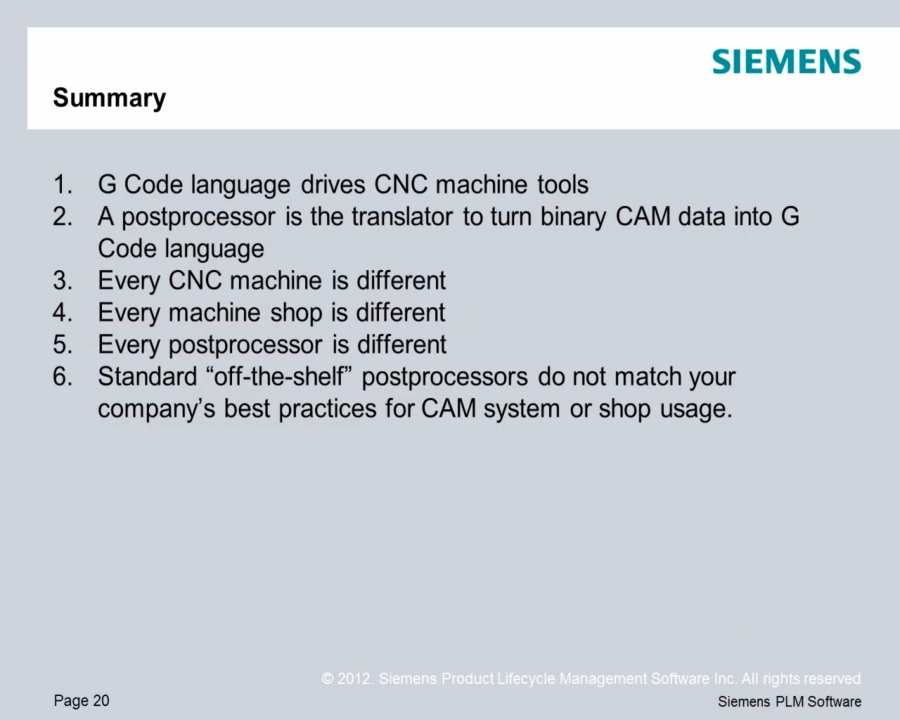 SIEMENS
Summary
1. G Code language drives CNC machine tools
2. A postprocessor is the translator to turn binary CAM data into G
Code language
3. Every CNC machine is different
4. Every machine shop is different
5. Every postprocessor is different
6. Standard “off-the-shelf” postprocessors do not match your
company’s best practices for CAM system or shop usage.
© 2012. Siemens Product Lifecycle Management Software Inc. All rights reserved
Page 20
Siemens PLM Software